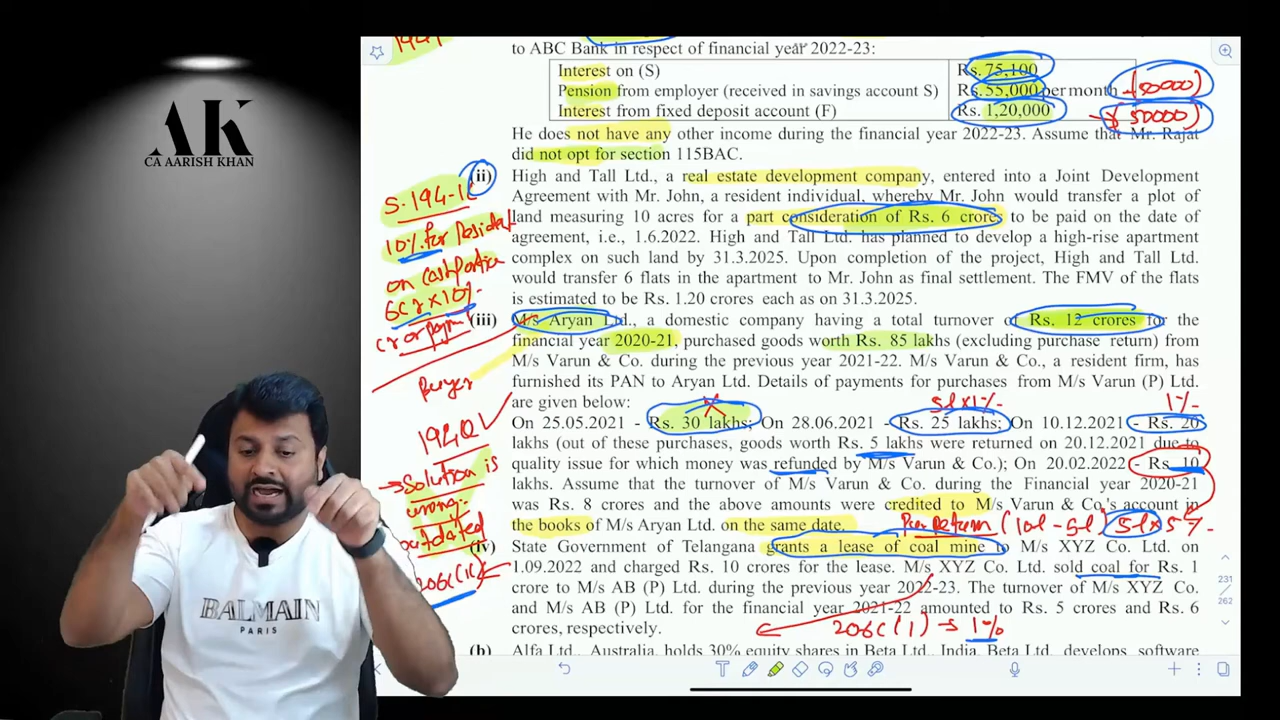 AK
CA AARISH KHAN
BALMAIN
PARIS
to ABC Bank in respect of financial year 2022-23:
Interest on (S) Rs. 75,100
Pension from employer (received in savings account S) Rs. 55,000 per month -(50000)
Interest from fixed deposit account (F) Rs. 1,20,000 (50000)
He does not have any other income during the financial year 2022-23. Assume that Mr. Rajat
did not opt for section 115BAC.
(ii) High and Tall Ltd., a real estate development company, entered into a Joint Development
Agreement with Mr. John, a resident individual, whereby Mr. John would transfer a plot of
land measuring 10 acres for a part consideration of Rs. 6 crores to be paid on the date of
agreement, i.e., 1.6.2022. High and Tall Ltd. has planned to develop a high-rise apartment
complex on such land by 31.3.2025. Upon completion of the project, High and Tall Ltd.
would transfer 6 flats in the apartment to Mr. John as final settlement. The FMV of the flats
is estimated to be Rs. 1.20 crores each as on 31.3.2025.
(iii) M/s Aryan Ltd., a domestic company having a total turnover of Rs. 12 crores for the
financial year 2020-21, purchased goods worth Rs. 85 lakhs (excluding purchase return) from
M/s Varun & Co. during the previous year 2021-22. M/s Varun & Co., a resident firm, has
furnished its PAN to Aryan Ltd. Details of payments for purchases from M/s Varun (P) Ltd.
are given below:
5l×1% 1%
On 25.05.2021 - Rs. 30 lakhs; On 28.06.2021 - Rs. 25 lakhs; On 10.12.2021 - Rs. 20
lakhs (out of these purchases, goods worth Rs. 5 lakhs were returned on 20.12.2021 due to
quality issue for which money was refunded by M/s Varun & Co.); On 20.02.2022 - Rs. 10
lakhs. Assume that the turnover of M/s Varun & Co. during the Financial year 2020-21
was Rs. 8 crores and the above amounts were credited to M/s Varun & Co's account in
the books of M/s Aryan Ltd. on the same date.
Return (10l - 5l) 5l×5%
(iv) State Government of Telangana grants a lease of coal mine to M/s XYZ Co. Ltd. on
1.09.2022 and charged Rs. 10 crores for the lease. M/s XYZ Co. Ltd. sold coal for Rs. 1
crore to M/s AB (P) Ltd. during the previous year 2022-23. The turnover of M/s XYZ Co.
and M/s AB (P) Ltd. for the financial year 2021-22 amounted to Rs. 5 crores and Rs. 6
crores, respectively.
206C(1) → 1%
(b) Alfa Ltd., Australia, holds 30% equity shares in Beta Ltd., India. Beta Ltd. develops software
S.194-IC
10% for Resident
on cash portion
6cr×10%
cr or payment
Buyer
194Q
→ Solution is
wrong
outdated
206C(1)
231
262
T